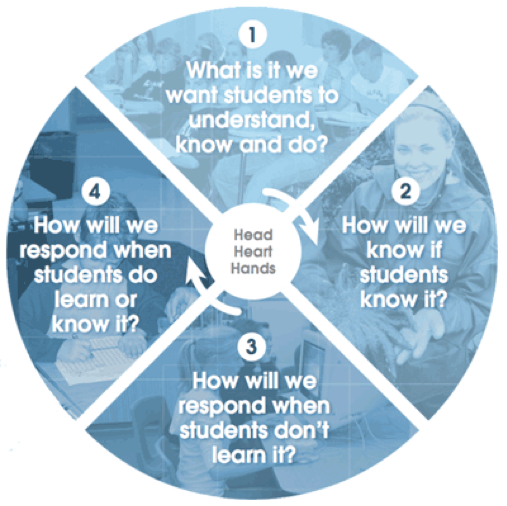 1
What is it we
want students to
understand,
know and do?
2
How will we
know if
students
know it?
3
How will we
respond when
students don't
learn it?
4
How will we
respond when
students do
learn or
know it?
Head
Heart
Hands